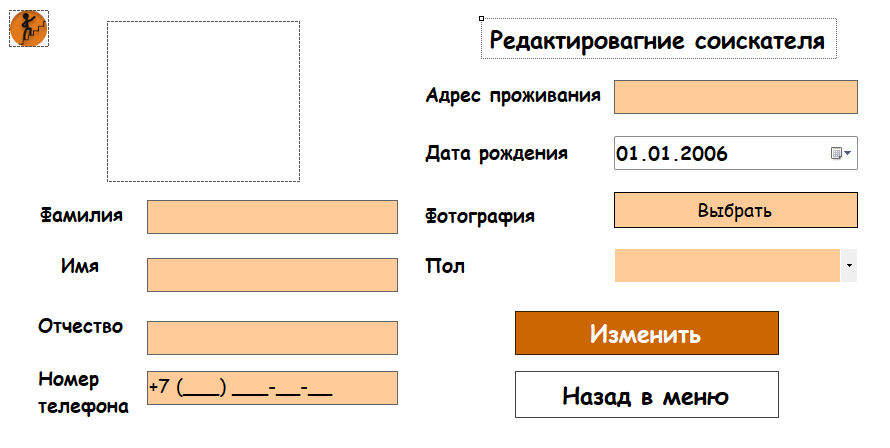 Редактировагние соискателя
Адрес проживания
Дата рождения
01.01.2006
Фамилия
Фотография
Выбрать
Имя
Пол
Отчество
Изменить
Номер
телефона
+7 (___) ___-__-__
Назад в меню